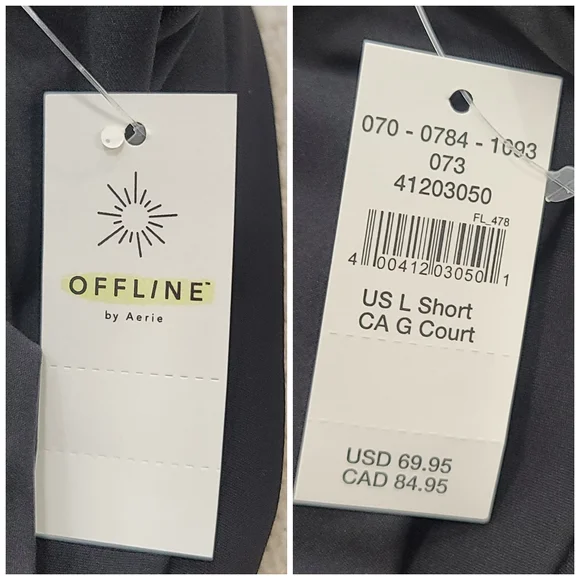 OFFLINE™
by Aerie
070 - 0784 - 1093
073
41203050
FL_478
4 00412 03050 1
US L Short
CA G Court
USD 69.95
CAD 84.95